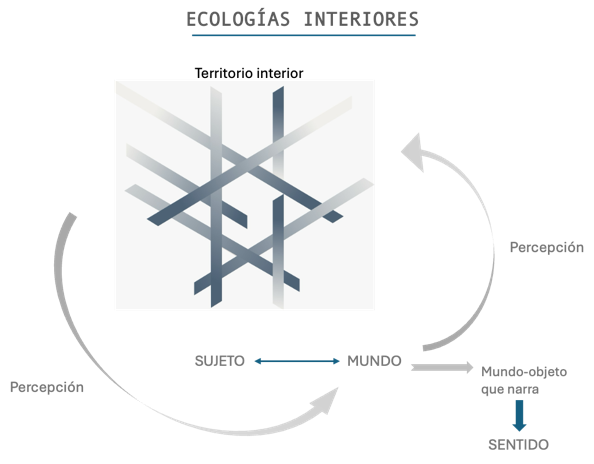 ECOLOGÍAS INTERIORES
Territorio interior
Percepción
SUJETO
MUNDO
Percepción
Mundo-objeto
que narra
SENTIDO